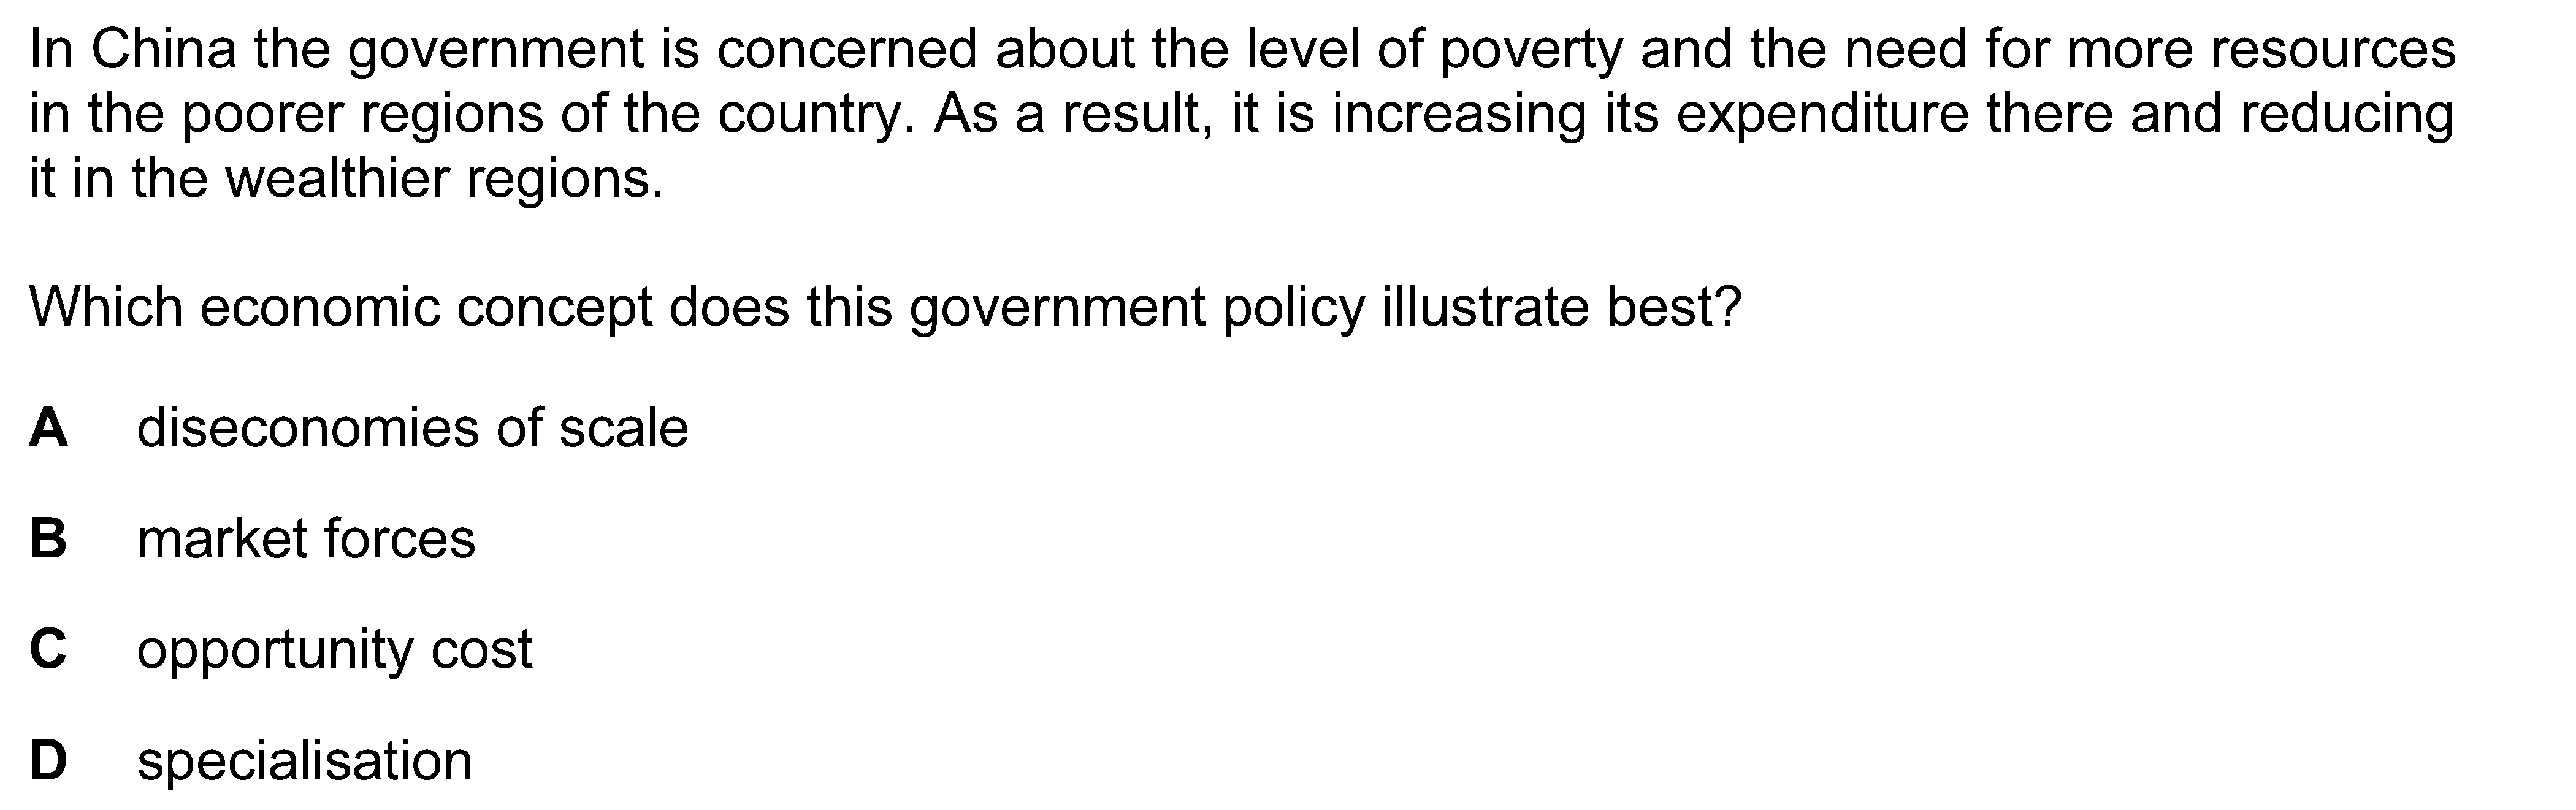 In China the government is concerned about the level of poverty and the need for more resources
in the poorer regions of the country. As a result, it is increasing its expenditure there and reducing
it in the wealthier regions.
Which economic concept does this government policy illustrate best?
A diseconomies of scale
B market forces
C opportunity cost
D specialisation